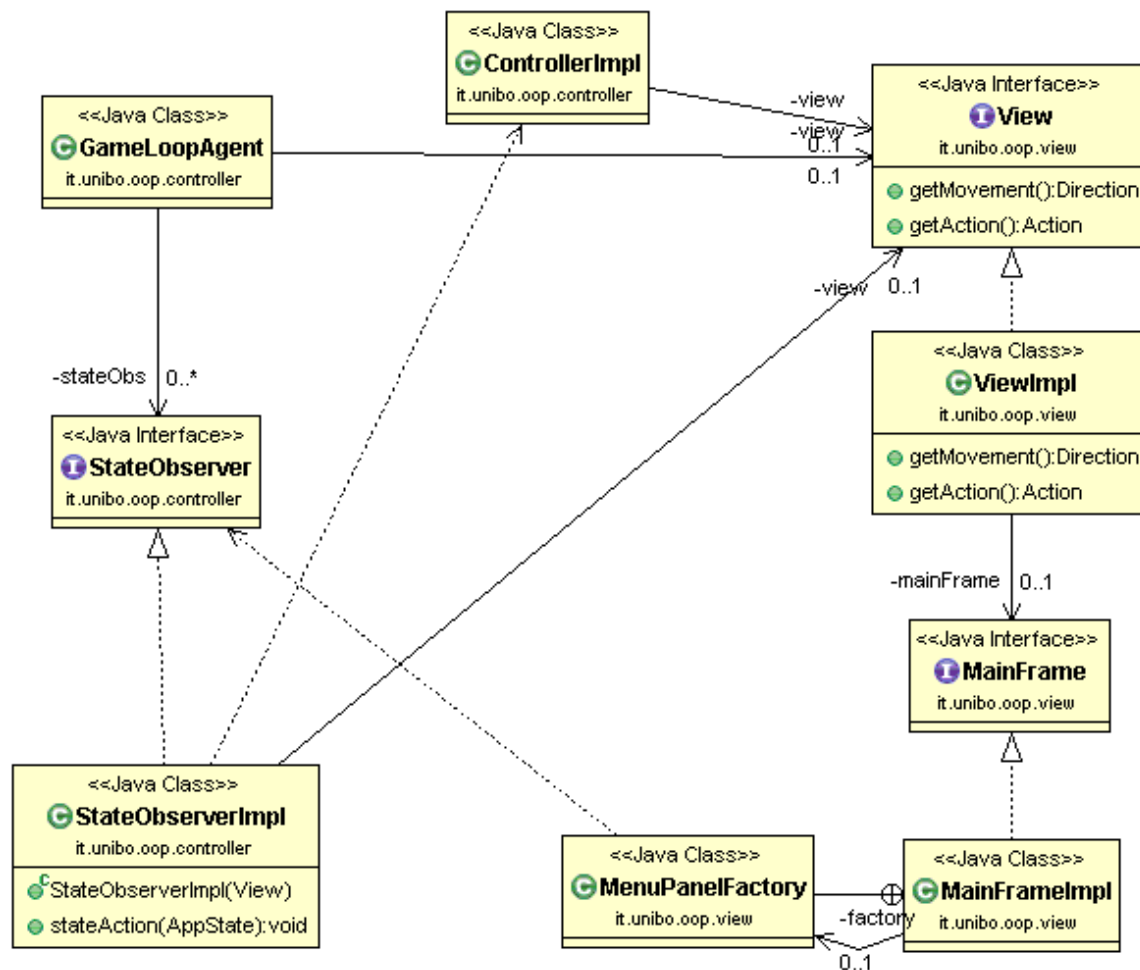 <<Java Class>>
ControllerImpl
it.unibo.oop.controller
<<Java Interface>>
View
it.unibo.oop.view
getMovement():Direction
getAction():Action
<<Java Class>>
GameLoopAgent
it.unibo.oop.controller
-view
-view
0..1
0..1
-view
0..1
<<Java Class>>
ViewImpl
it.unibo.oop.view
getMovement():Direction
getAction():Action
-stateObs
0..*
<<Java Interface>>
StateObserver
it.unibo.oop.controller
-mainFrame
0..1
<<Java Interface>>
MainFrame
it.unibo.oop.view
<<Java Class>>
StateObserverImpl
it.unibo.oop.controller
StateObserverImpl(View)
stateAction(AppState):void
<<Java Class>>
MenuPanelFactory
it.unibo.oop.view
-factory
0..1
<<Java Class>>
MainFrameImpl
it.unibo.oop.view